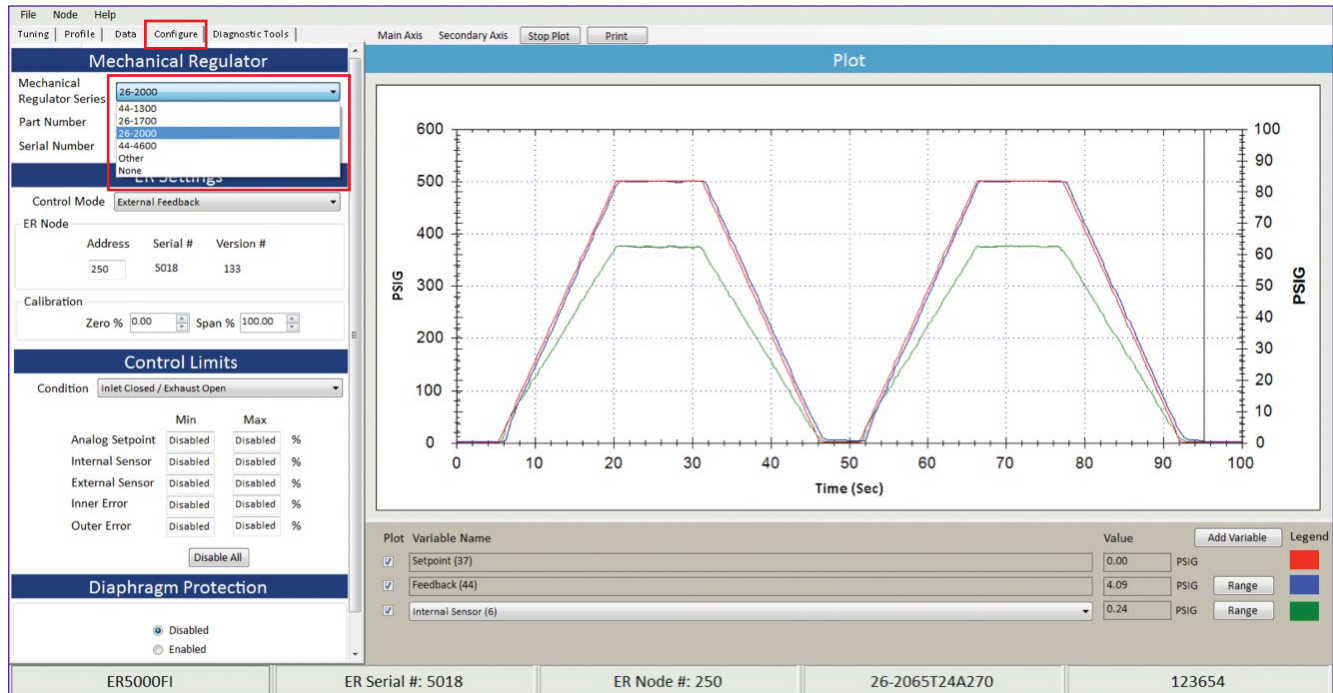 File Node Help
Tuning Profile Data Configure Diagnostic Tools
Mechanical Regulator
Mechanical
Regulator Series
26-2000
44-1300
26-1700
26-2000
44-4600
Other
None
Part Number
Serial Number
ER Settings
Control Mode External Feedback
ER Node
Address Serial # Version #
250 5018 133
Calibration
Zero % 0.00 Span % 100.00
Control Limits
Condition Inlet Closed / Exhaust Open
Min Max
Analog Setpoint Disabled Disabled %
Internal Sensor Disabled Disabled %
External Sensor Disabled Disabled %
Inner Error Disabled Disabled %
Outer Error Disabled Disabled %
Disable All
Diaphragm Protection
Disabled
Enabled
Main Axis Secondary Axis Stop Plot Print
Plot
600 100
90
500 80
70
400 60
300 50
40
200 30
20
100 10
0 0
PSIG
PSIG
0 10 20 30 40 50 60 70 80 90 100
Time (Sec)
Plot Variable Name Value Add Variable Legend
Setpoint (37) 0.00 PSIG
Feedback (44) 4.09 PSIG Range
Internal Sensor (6) 0.24 PSIG Range
ER5000FI ER Serial #: 5018 ER Node #: 250 26-2065T24A270 123654